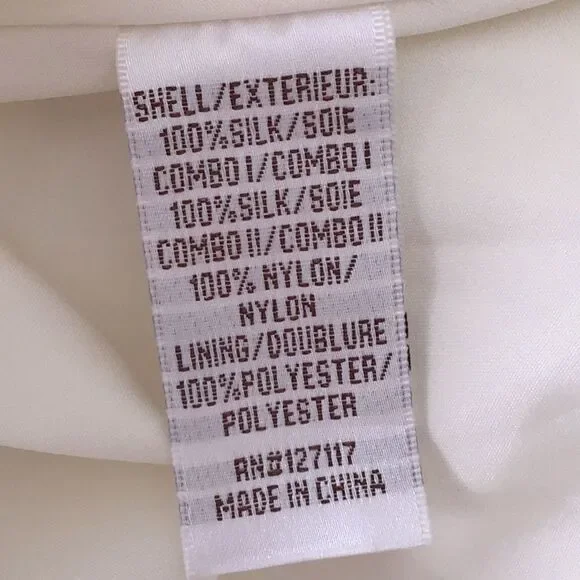 SHELL/EXTERIEUR:
100%SILK/SOIE
COMBO I/COMBO I
100%SILK/SOIE
COMBO II/COMBO II
100% NYLON/
NYLON
LINING/DOUBLURE
100%POLYESTER/
POLYESTER
RN#127117
MADE IN CHINA